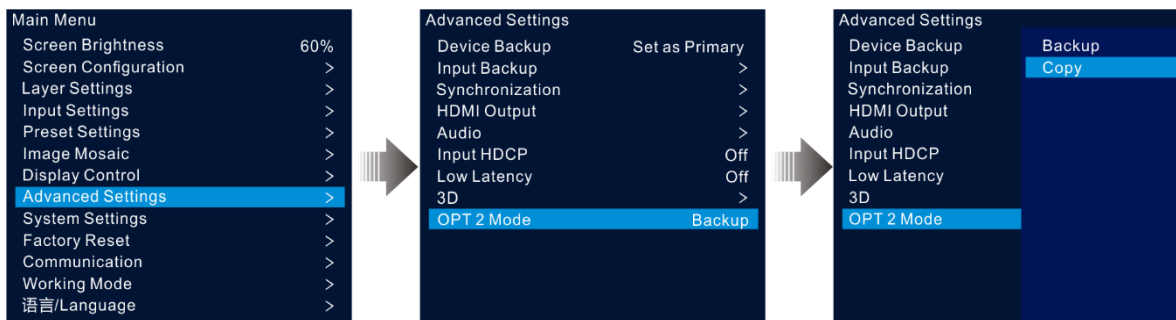 Main Menu
Screen Brightness 60%
Screen Configuration >
Layer Settings >
Input Settings >
Preset Settings >
Image Mosaic >
Display Control >
Advanced Settings >
System Settings >
Factory Reset >
Communication >
Working Mode >
语言/Language >
Advanced Settings
Device Backup Set as Primary
Input Backup >
Synchronization >
HDMI Output >
Audio >
Input HDCP Off
Low Latency Off
3D >
OPT 2 Mode Backup
Advanced Settings
Device Backup Backup
Input Backup Copy
Synchronization
HDMI Output
Audio
Input HDCP
Low Latency
3D
OPT 2 Mode